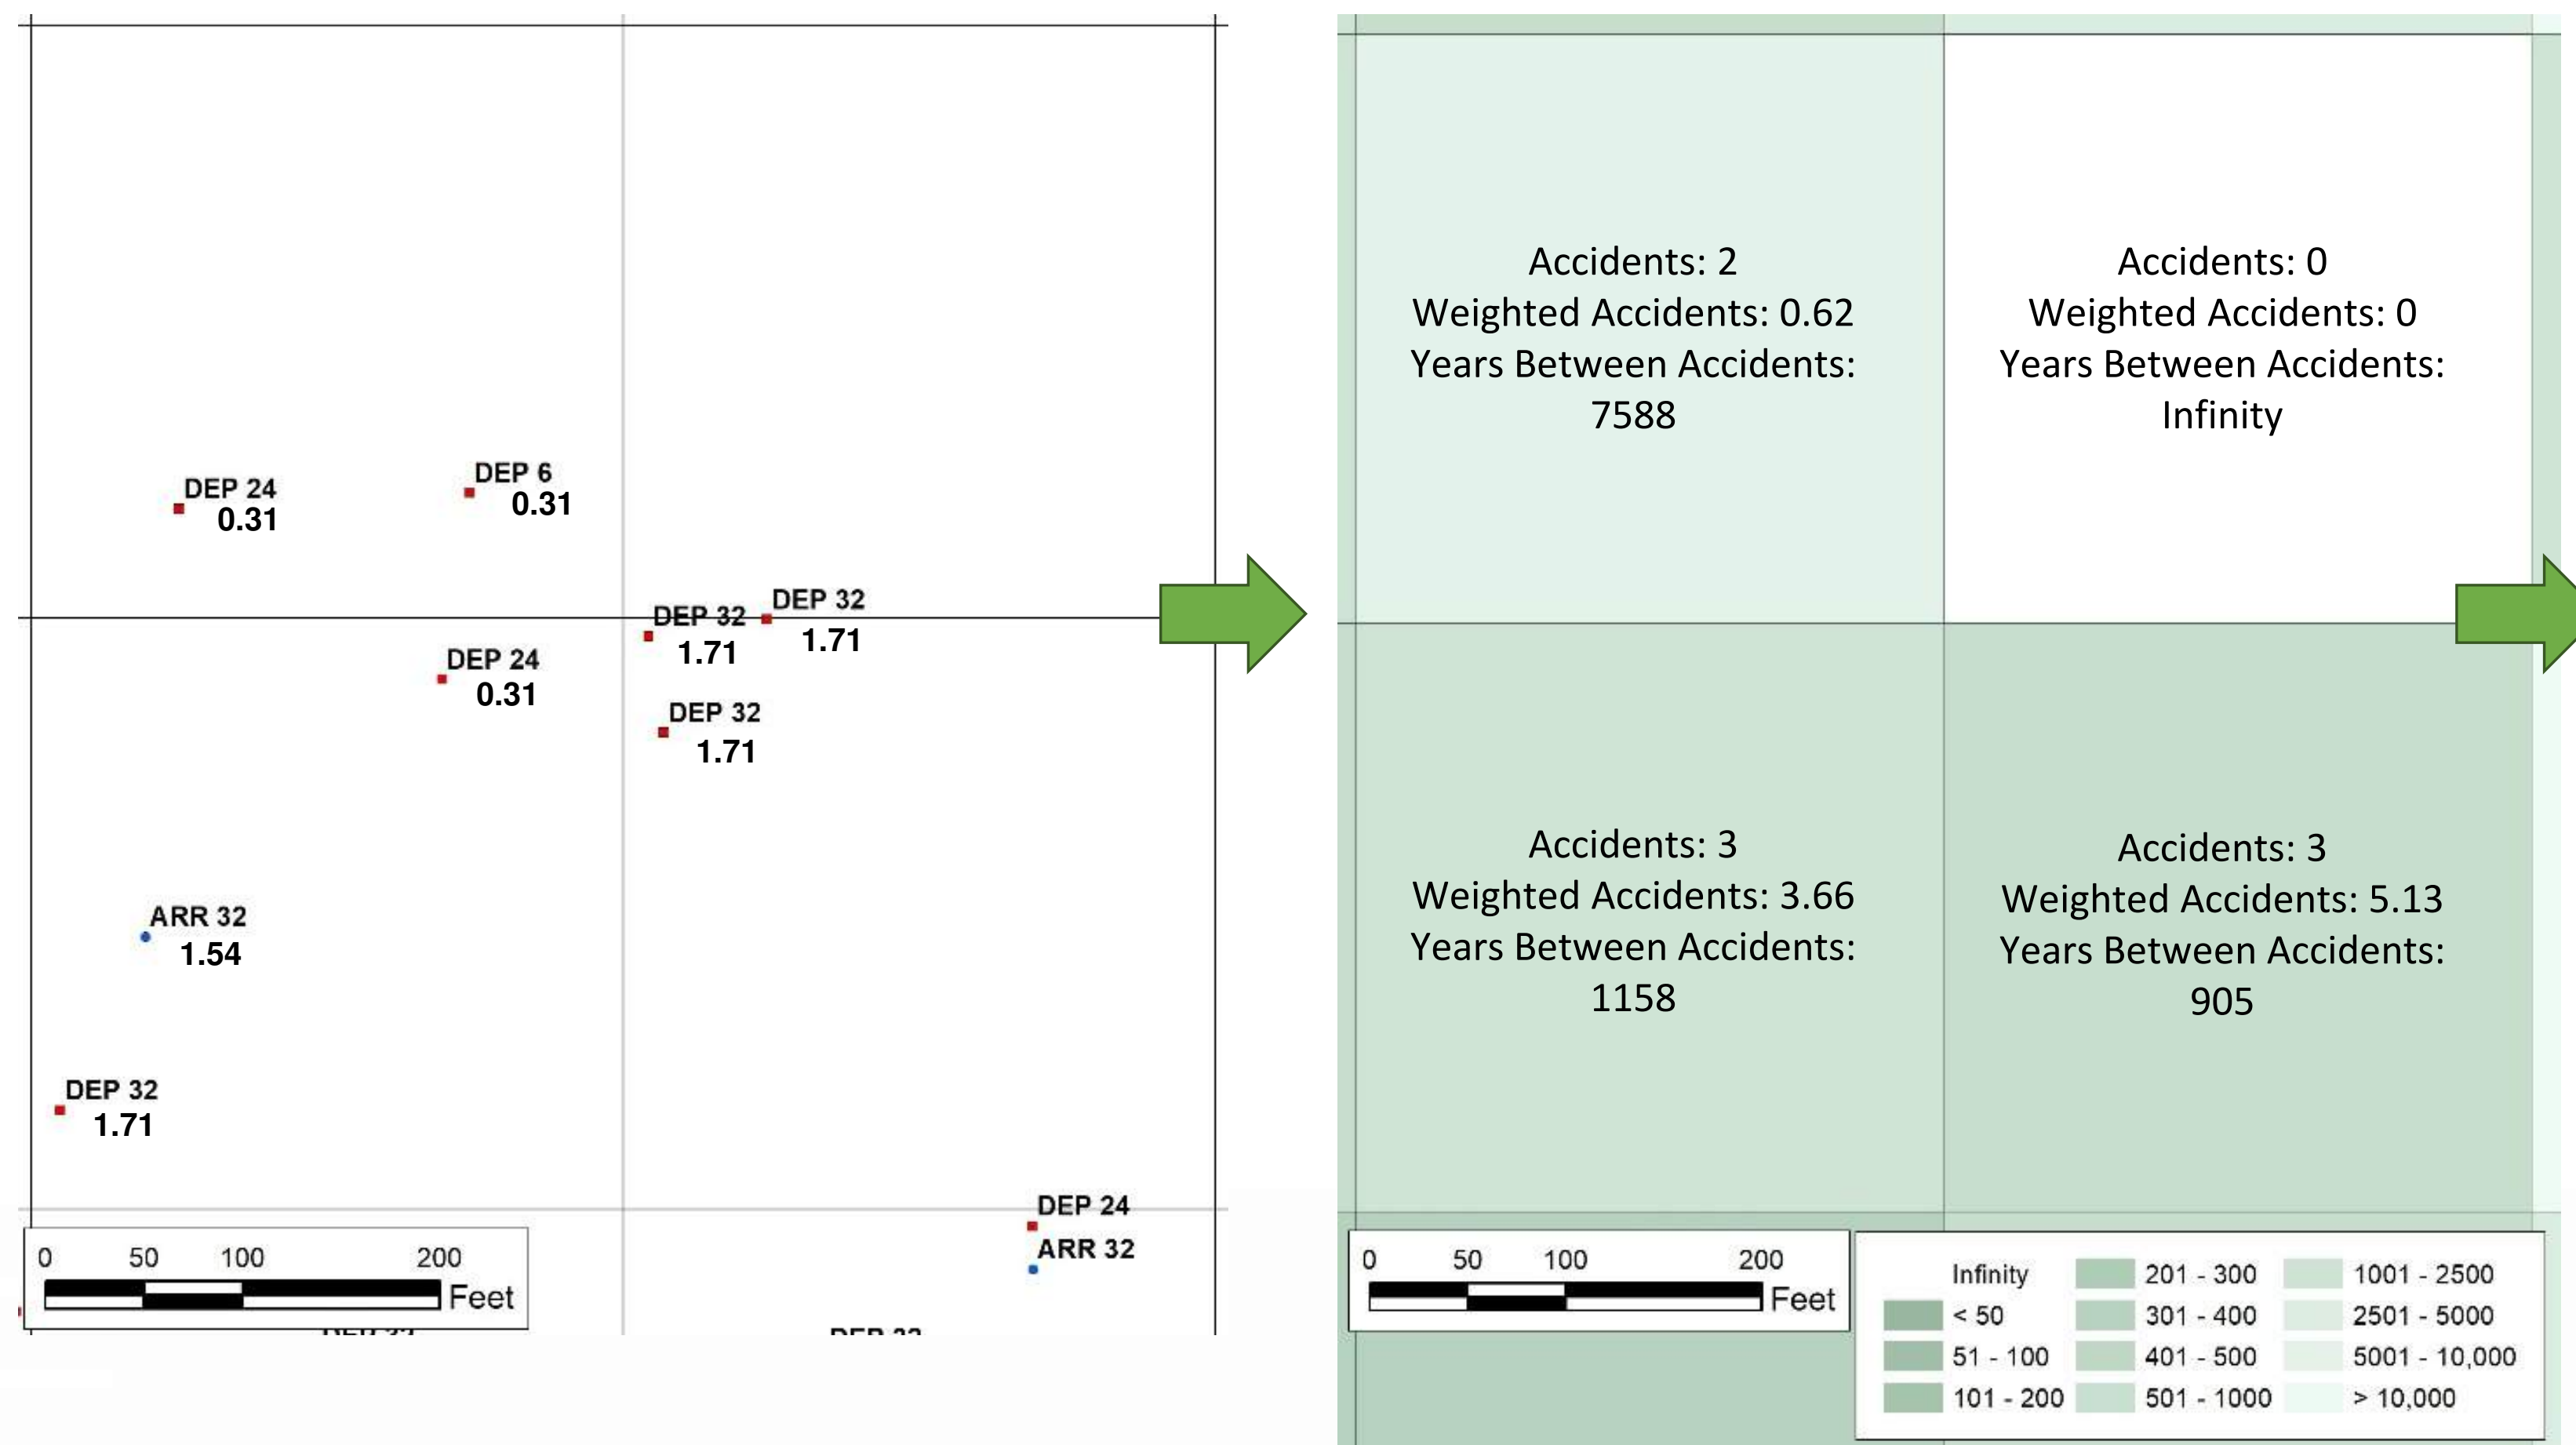 DEP 24
0.31
DEP 6
0.31
DEP 32
1.71
DEP 32
1.71
DEP 24
0.31
DEP 32
1.71
ARR 32
1.54
DEP 32
1.71
DEP 24
ARR 32
0 50 100 200
Feet
Accidents: 2
Weighted Accidents: 0.62
Years Between Accidents:
7588
Accidents: 0
Weighted Accidents: 0
Years Between Accidents:
Infinity
Accidents: 3
Weighted Accidents: 3.66
Years Between Accidents:
1158
Accidents: 3
Weighted Accidents: 5.13
Years Between Accidents:
905
0 50 100 200
Feet
Infinity
< 50
51 - 100
101 - 200
201 - 300
301 - 400
401 - 500
501 - 1000
1001 - 2500
2501 - 5000
5001 - 10,000
> 10,000